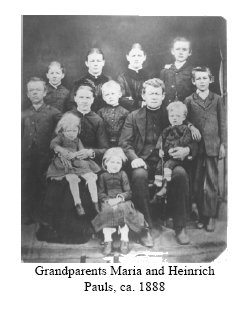 Grandparents Maria and Heinrich
Pauls, ca. 1888